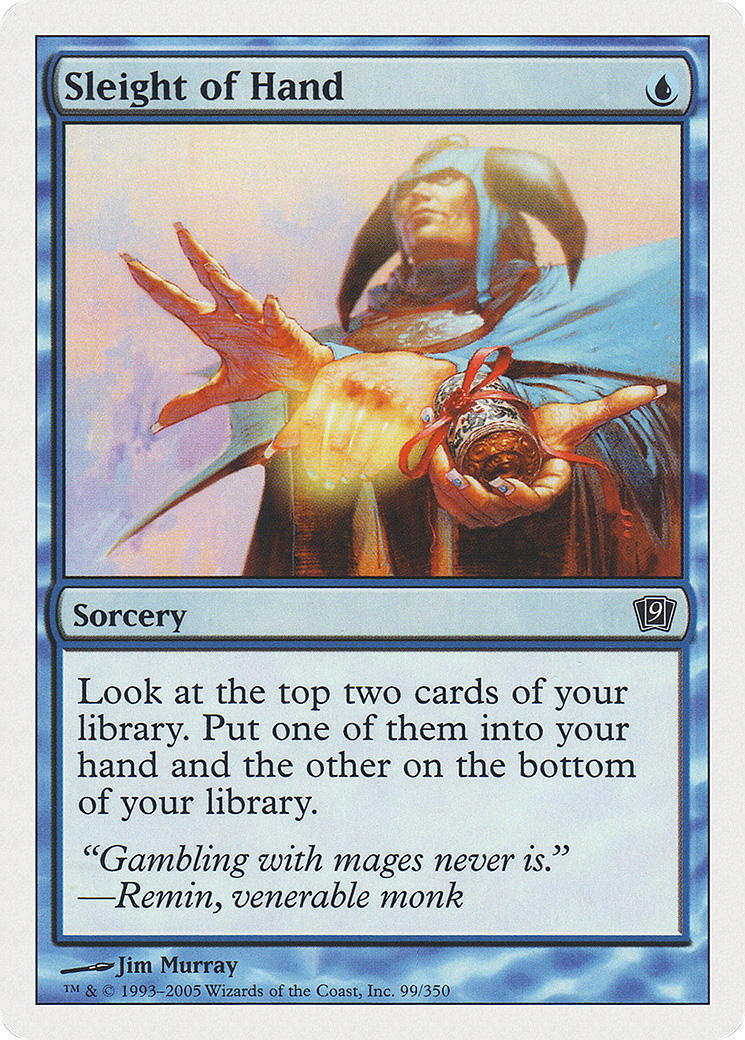 Sleight of Hand
Sorcery
9
Look at the top two cards of your
library. Put one of them into your
hand and the other on the bottom
of your library.
“Gambling with mages never is.”
—Remin, venerable monk
Jim Murray
™ & © 1993–2005 Wizards of the Coast, Inc. 99/350